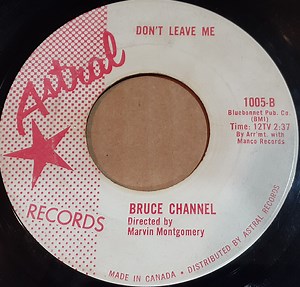 DON'T LEAVE ME
Astral
RECORDS
1005-B
Bluebonnet Pub. Co.
(BMI)
Time: 12TV 2:37
By Arr'mt. with
Manco Records
BRUCE CHANNEL
Directed by
Marvin Montgomery
MADE IN CANADA • DISTRIBUTED BY ASTRAL RECORDS